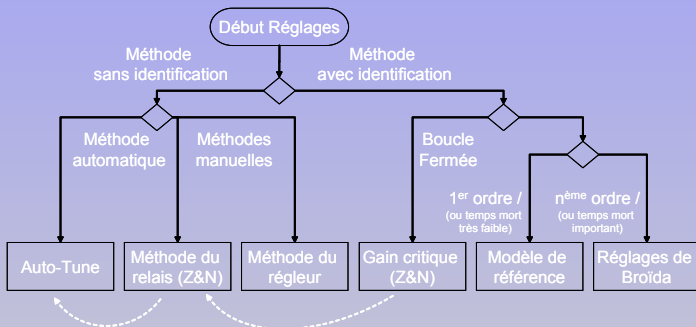 Début Réglages
Méthode
sans identification
Méthode
avec identification
Méthode
automatique
Méthodes
manuelles
Boucle
Fermée
1er ordre /
(ou temps mort
très faible)
nème ordre /
(ou temps mort
important)
Auto-Tune
Méthode du
relais (Z&N)
Méthode du
régleur
Gain critique
(Z&N)
Modèle de
référence
Réglages de
Broïda